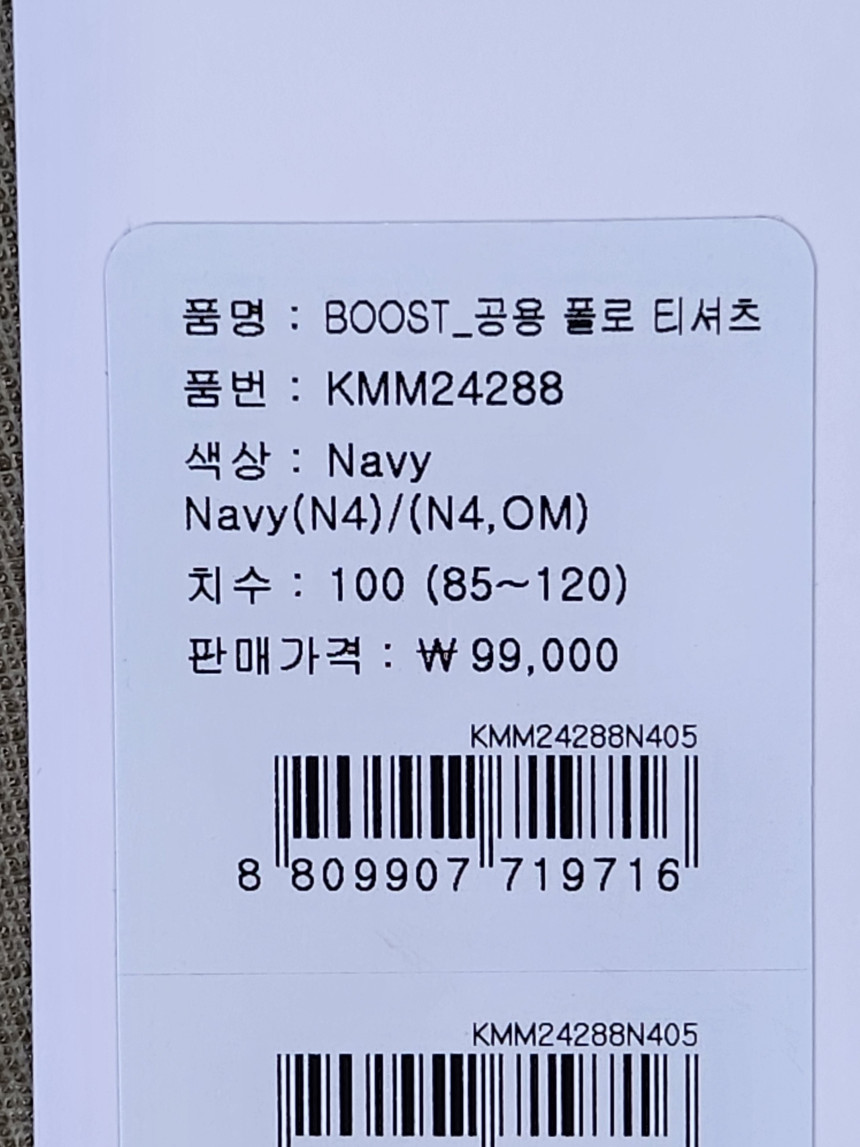 품명 : BOOST_공용 폴로 티셔츠
품번 : KMM24288
색상 : Navy
Navy(N4)/(N4,OM)
치수 : 100 (85~120)
판매가격 : ₩ 99,000
KMM24288N405
8 809907 719716
KMM24288N405